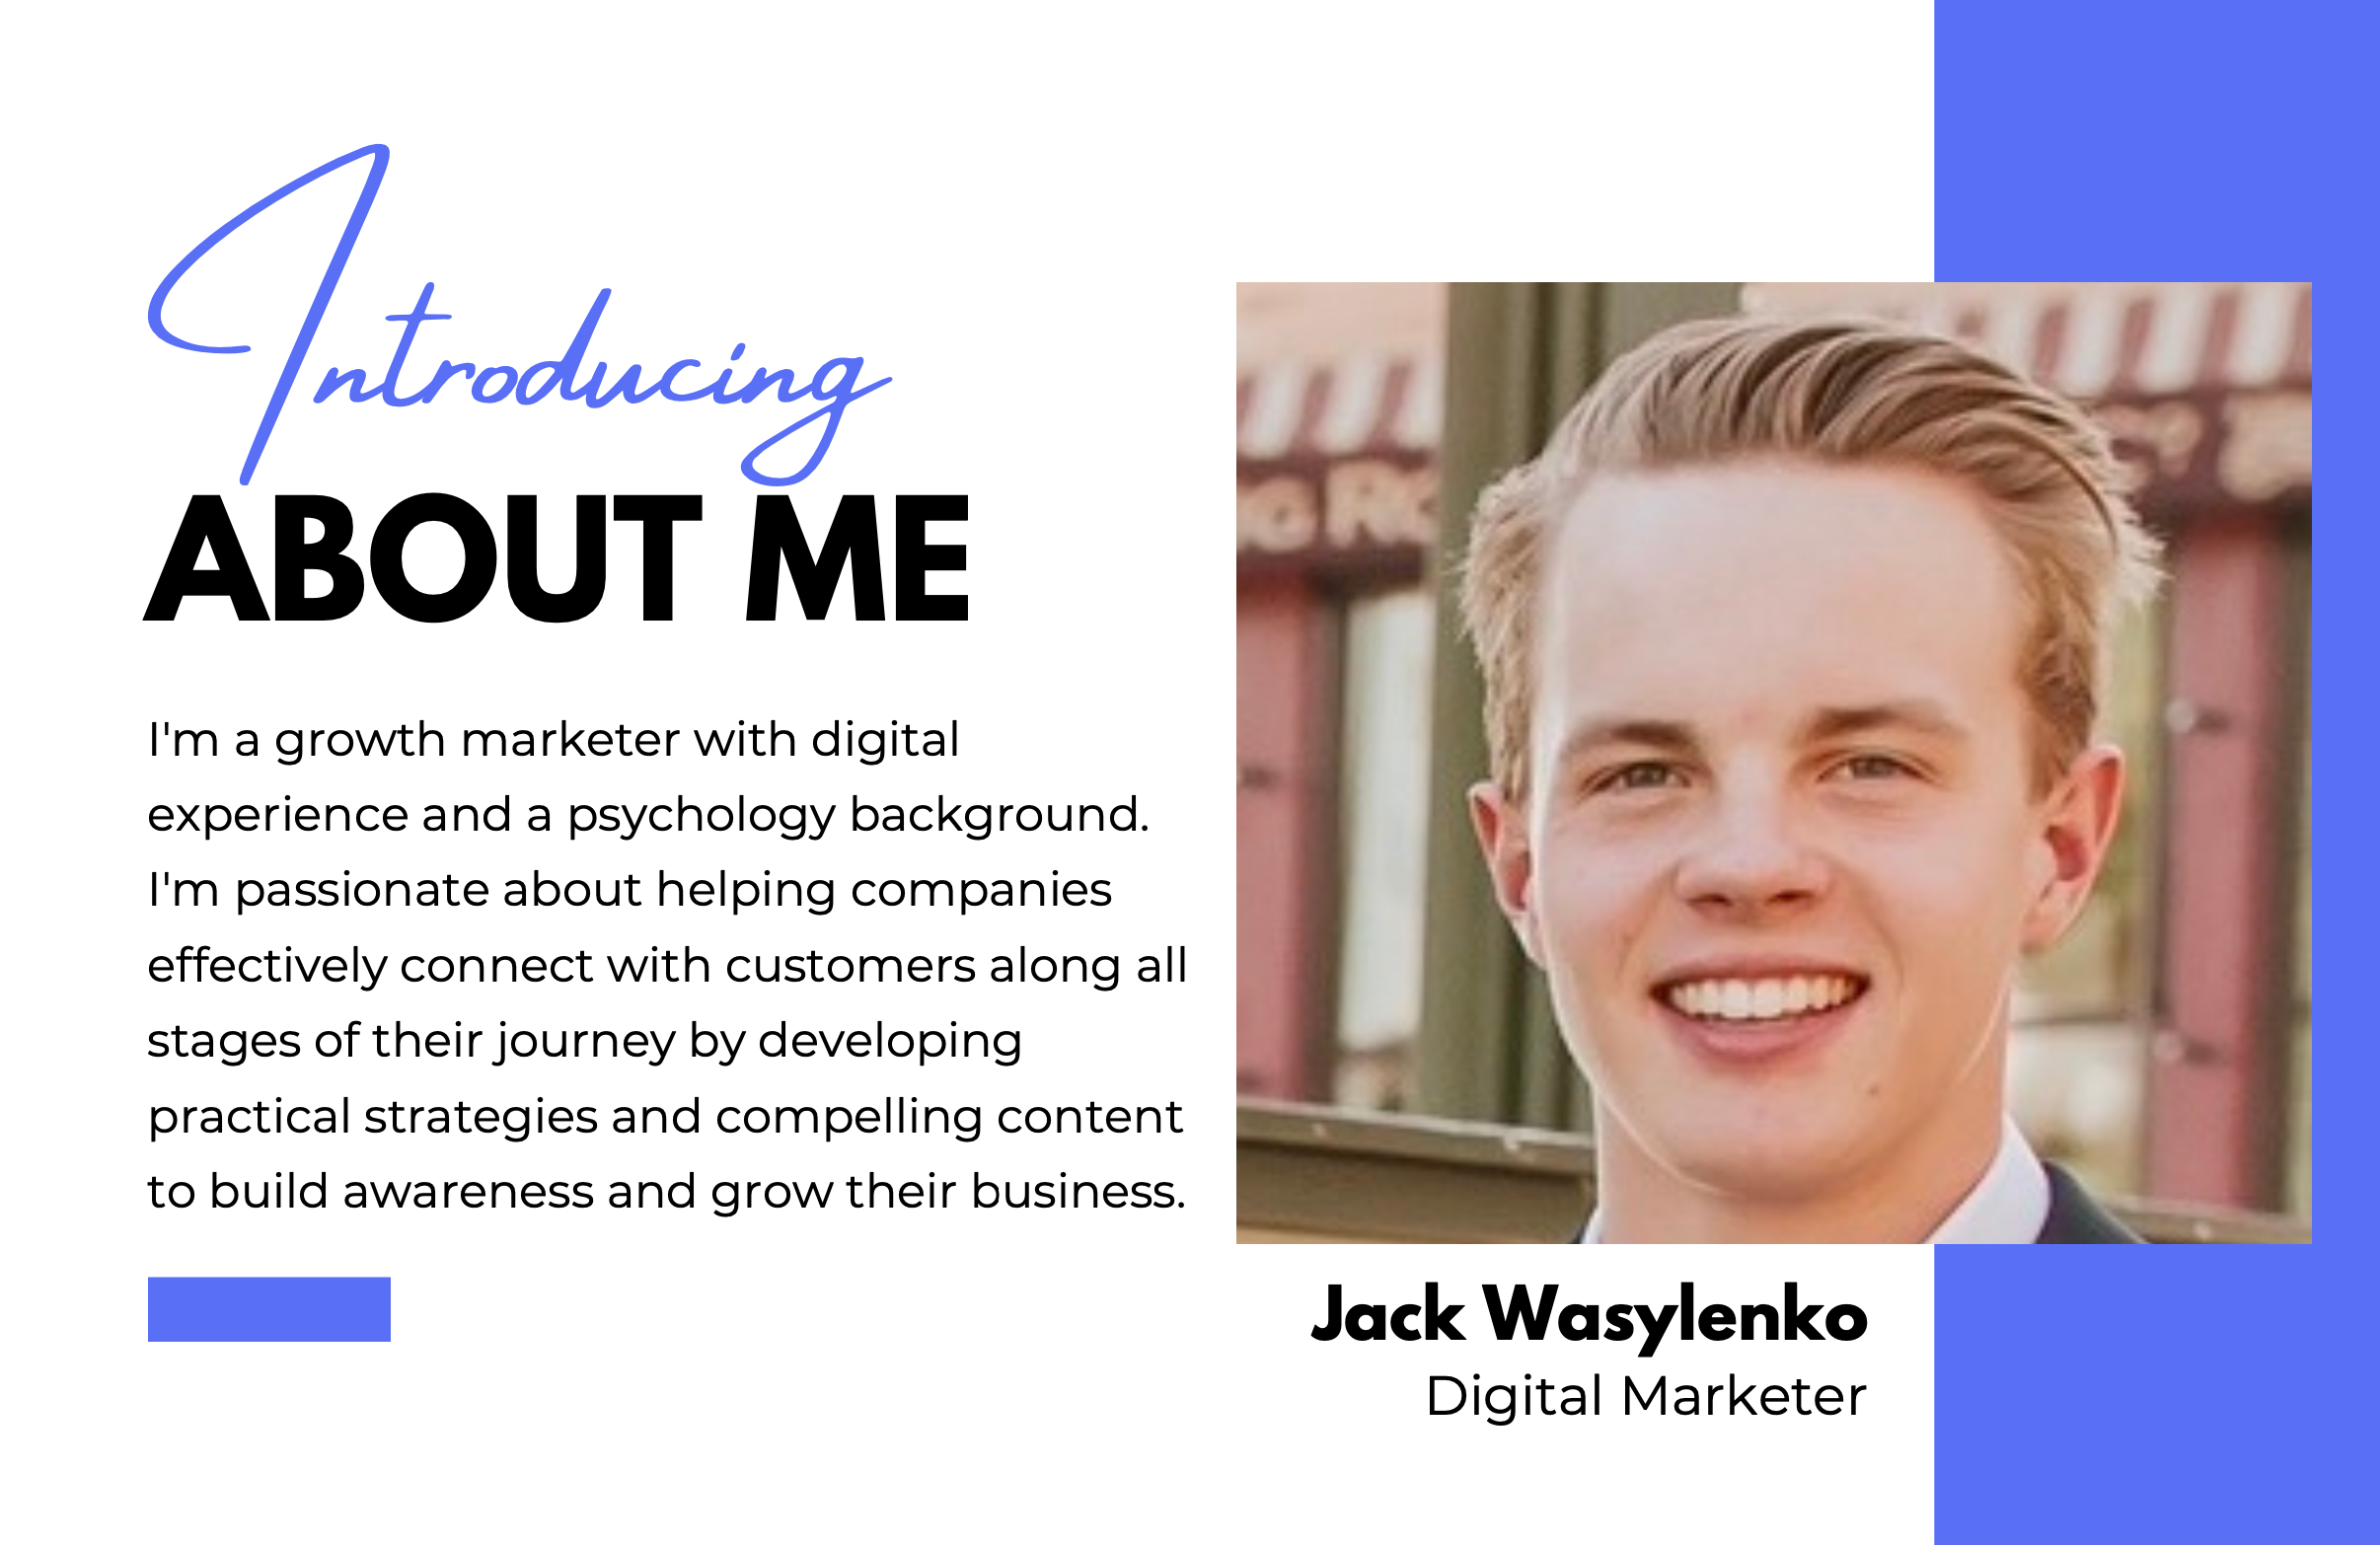 Introducing
ABOUT ME
I'm a growth marketer with digital
experience and a psychology background.
I'm passionate about helping companies
effectively connect with customers along all
stages of their journey by developing
practical strategies and compelling content
to build awareness and grow their business.
Jack Wasylenko
Digital Marketer